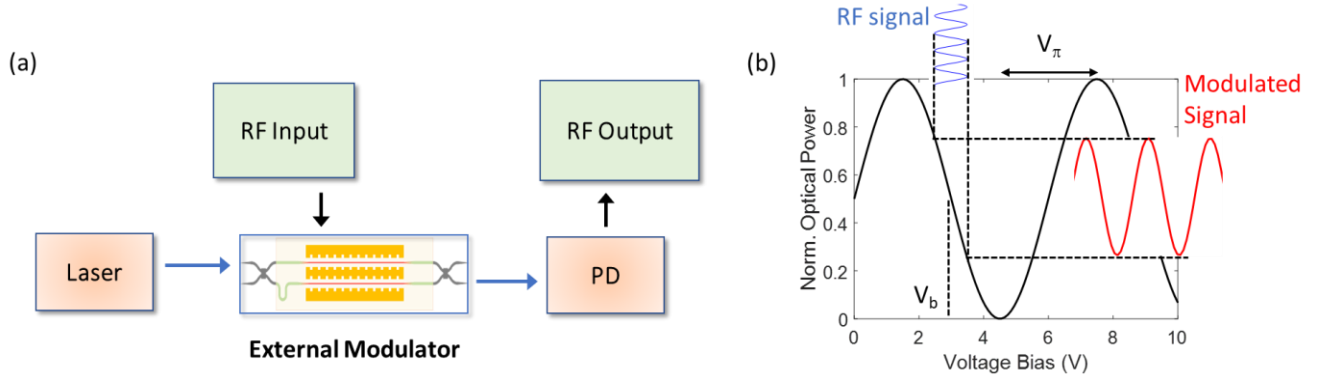 (a)
RF Input
RF Output
Laser
PD
External Modulator
(b)
RF signal
Vπ
Modulated
Signal
Norm. Optical Power
1
0.8
0.6
0.4
0.2
0
Vb
0 2 4 6 8 10
Voltage Bias (V)